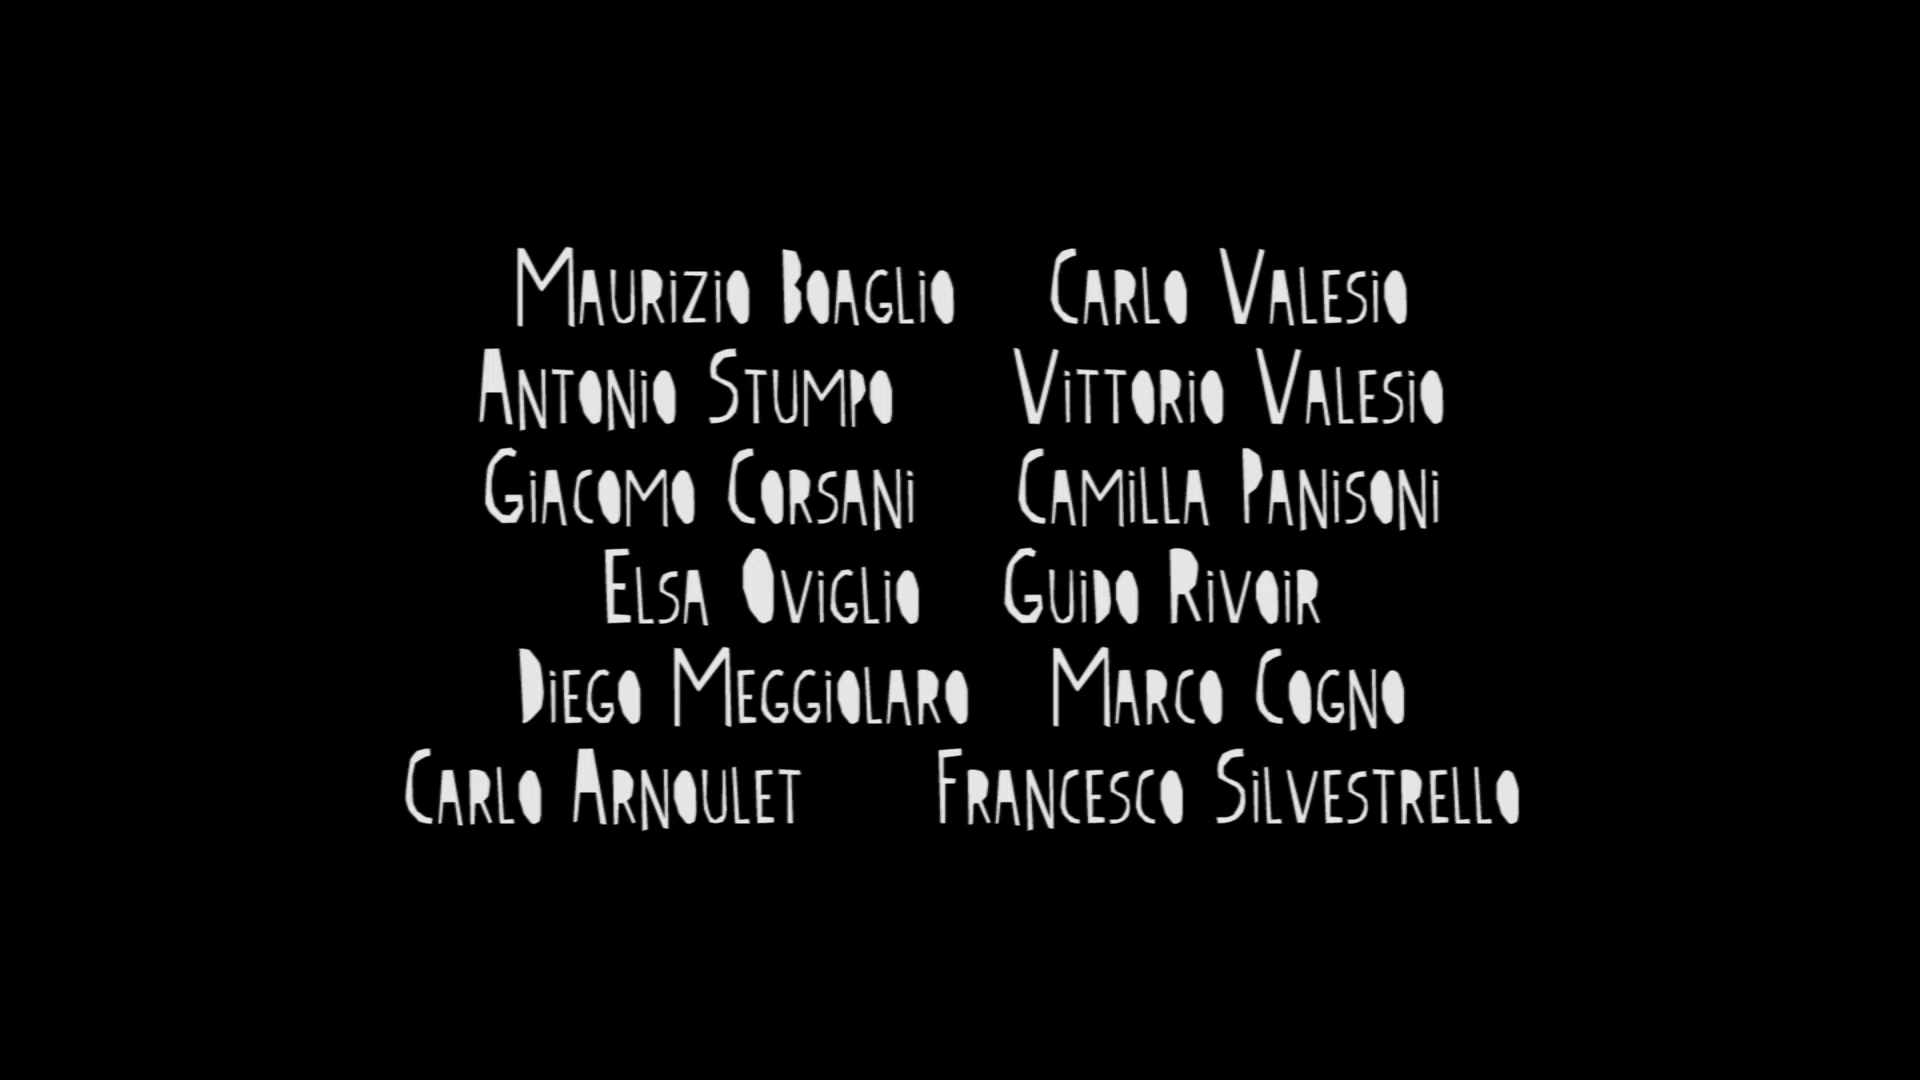 Maurizio Boaglio Carlo Valesio
Antonio Stumpo Vittorio Valesio
Giacomo Corsani Camilla Panisoni
Elsa Oviglio Guido Rivoir
Diego Meggiolaro Marco Cogno
Carlo Arnoulet Francesco Silvestrello